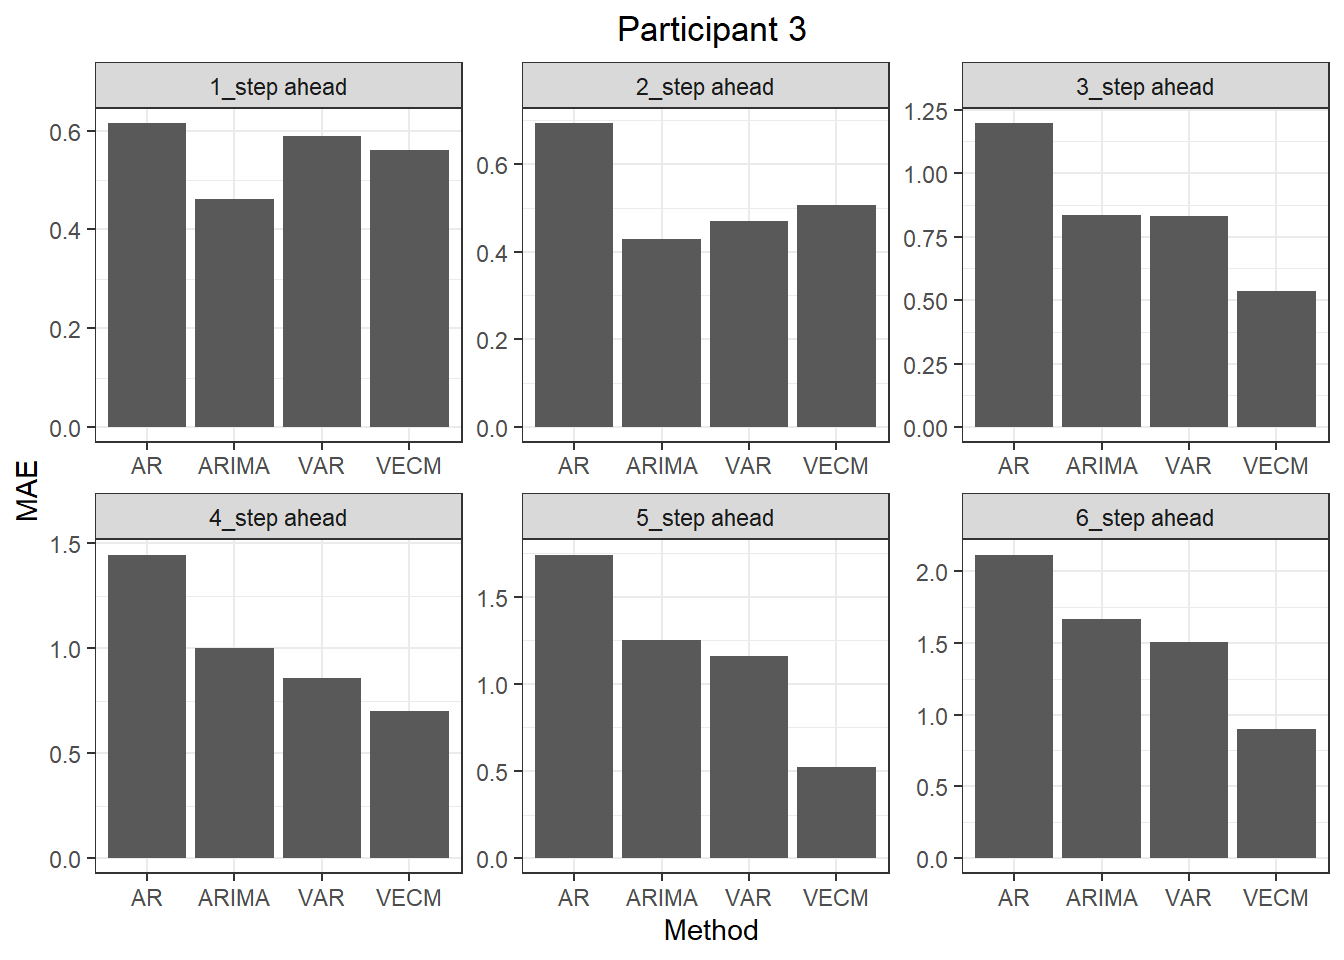 Participant 3
1_step ahead
2_step ahead
3_step ahead
0.6
0.4
0.2
0.0
0.6
0.4
0.2
0.0
1.25
1.00
0.75
0.50
0.25
0.00
AR ARIMA VAR VECM
AR ARIMA VAR VECM
AR ARIMA VAR VECM
MAE
4_step ahead
5_step ahead
6_step ahead
1.5
1.0
0.5
0.0
1.5
1.0
0.5
0.0
2.0
1.5
1.0
0.5
0.0
AR ARIMA VAR VECM
AR ARIMA VAR VECM
AR ARIMA VAR VECM
Method